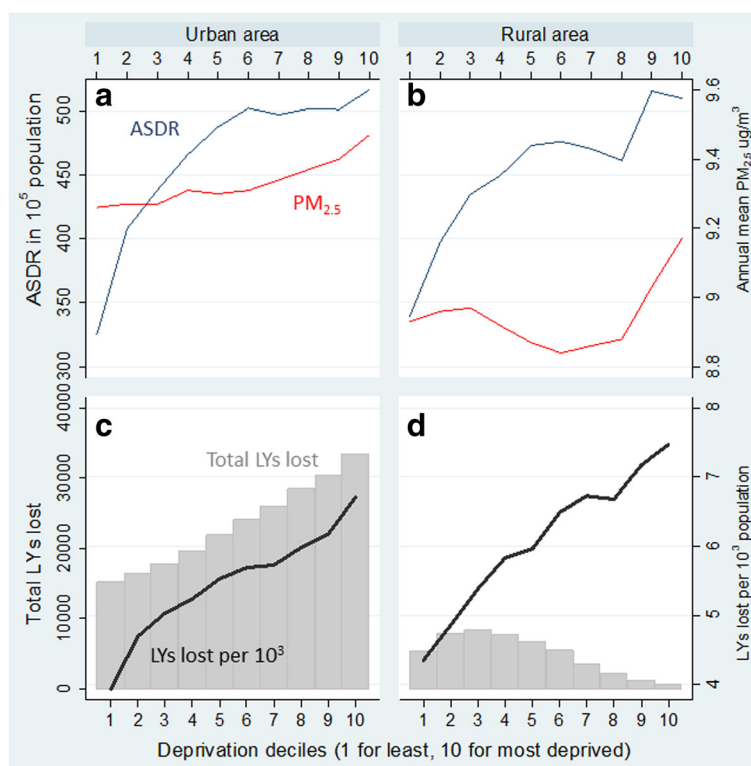 Urban area
Rural area
1 2 3 4 5 6 7 8 9 10
1 2 3 4 5 6 7 8 9 10
a
b
ASDR
PM2.5
ASDR in 10⁵ population
500
450
400
350
300
9.6
9.4
9.2
9
8.8
Annual mean PM2.5 ug/m³
c
d
Total LYs lost
LYs lost per 10³
Total LYs lost
40000
30000
20000
10000
0
8
7
6
5
4
LYs lost per 10³ population
1 2 3 4 5 6 7 8 9 10
1 2 3 4 5 6 7 8 9 10
Deprivation deciles (1 for least, 10 for most deprived)